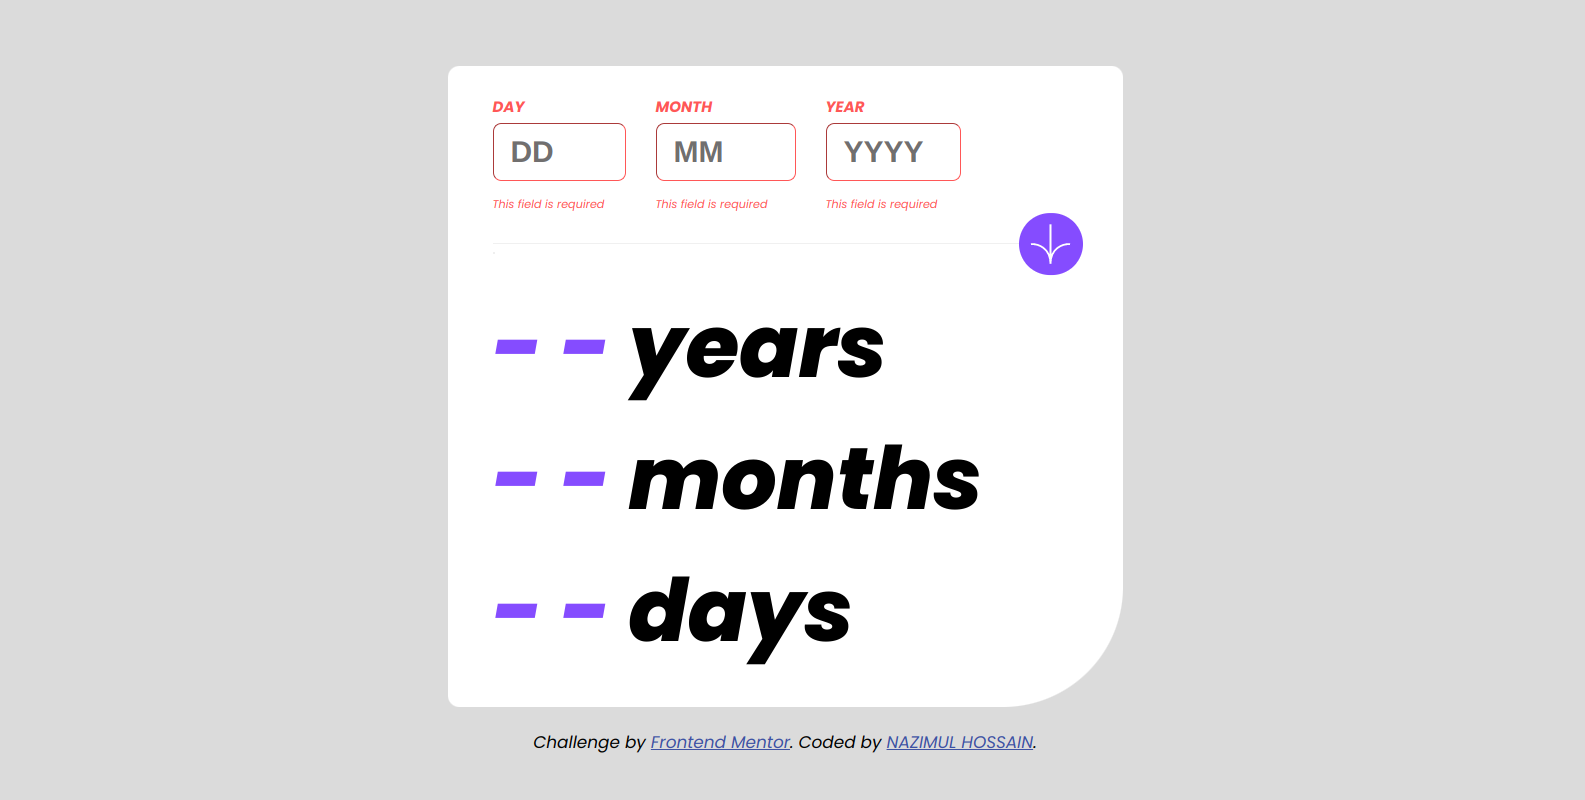 DAY MONTH YEAR
DD MM YYYY
This field is required This field is required This field is required
- - years
- - months
- - days
Challenge by Frontend Mentor. Coded by NAZIMUL HOSSAIN.